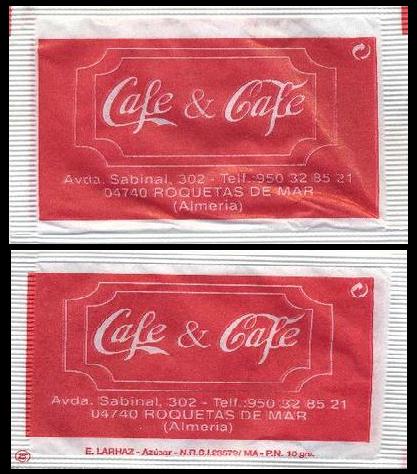 Cafe & Cafe
Avda. Sabinal, 302 - Telf.:950 32 85 21
04740 ROQUETAS DE MAR
(Almeria)
Cafe & Cafe
Avda. Sabinal, 302 - Telf.:950 32 85 21
04740 ROQUETAS DE MAR
(Almeria)
E. LARHAZ - Azúcar - MA - P.N. 10 grs.